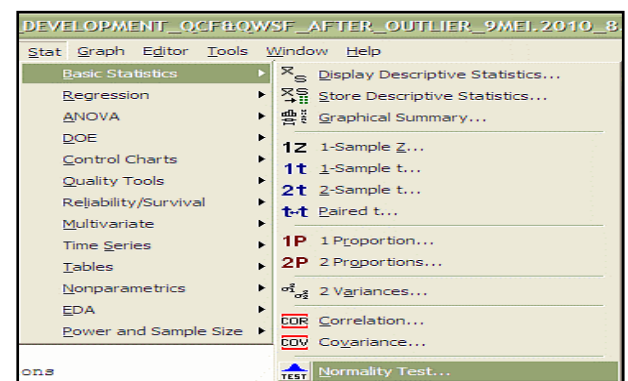 DEVELOPMENT_QCF&QWSF_AFTER_OUTLIER_9MEI.2010_8
Stat Graph Editor Tools Window Help
Basic Statistics
Regression
ANOVA
DOE
Control Charts
Quality Tools
Reliability/Survival
Multivariate
Time Series
Tables
Nonparametrics
EDA
Power and Sample Size
ons
Display Descriptive Statistics...
Store Descriptive Statistics...
Graphical Summary...
1Z 1-Sample Z...
1t 1-Sample t...
2t 2-Sample t...
t-t Paired t...
1P 1 Proportion...
2P 2 Proportions...
2 Variances...
COR Correlation...
COV Covariance...
TEST Normality Test...